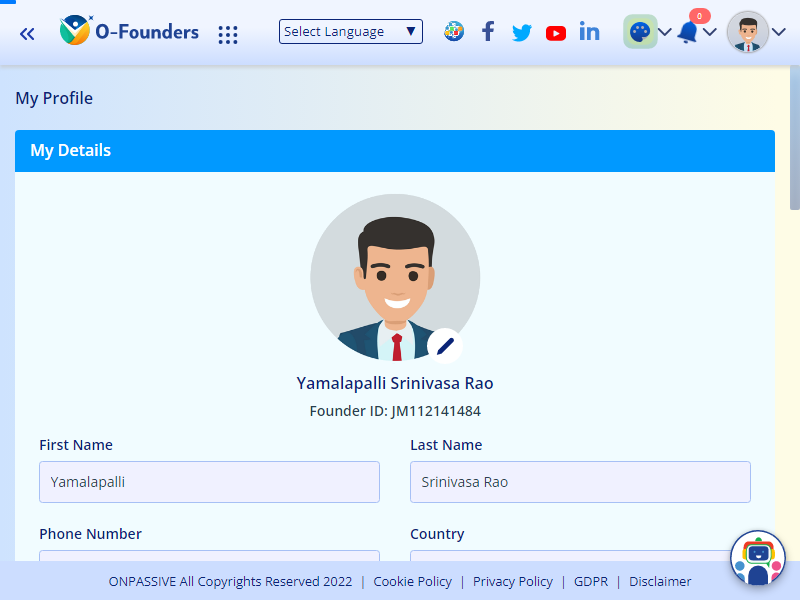 O-Founders
Select Language
0
My Profile
My Details
Yamalapalli Srinivasa Rao
Founder ID: JM112141484
First Name
Last Name
Yamalapalli
Srinivasa Rao
Phone Number
Country
ONPASSIVE All Copyrights Reserved 2022 | Cookie Policy | Privacy Policy | GDPR | Disclaimer